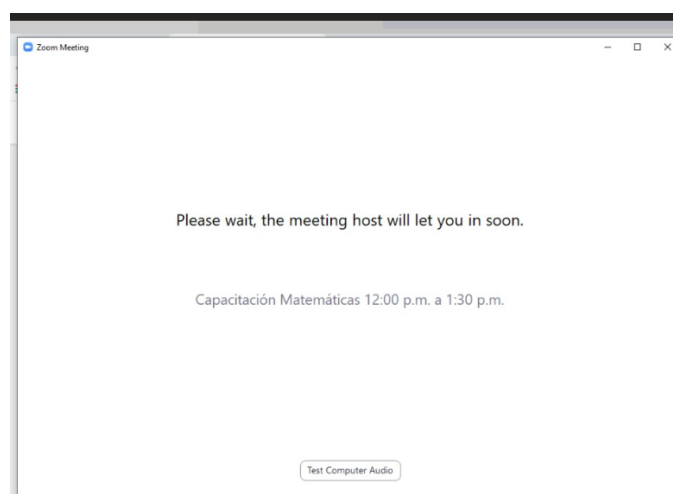 Zoom Meeting
Please wait, the meeting host will let you in soon.
Capacitación Matemáticas 12:00 p.m. a 1:30 p.m.
Test Computer Audio